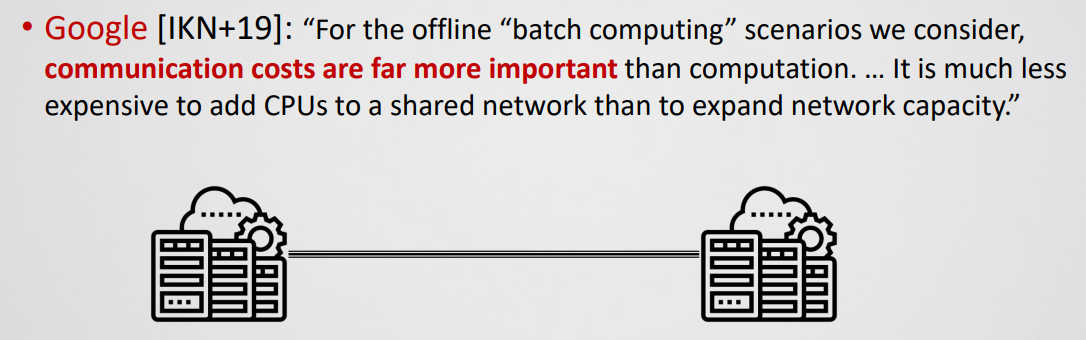 • Google [IKN+19]: “For the offline “batch computing” scenarios we consider,
communication costs are far more important than computation. ... It is much less
expensive to add CPUs to a shared network than to expand network capacity.”